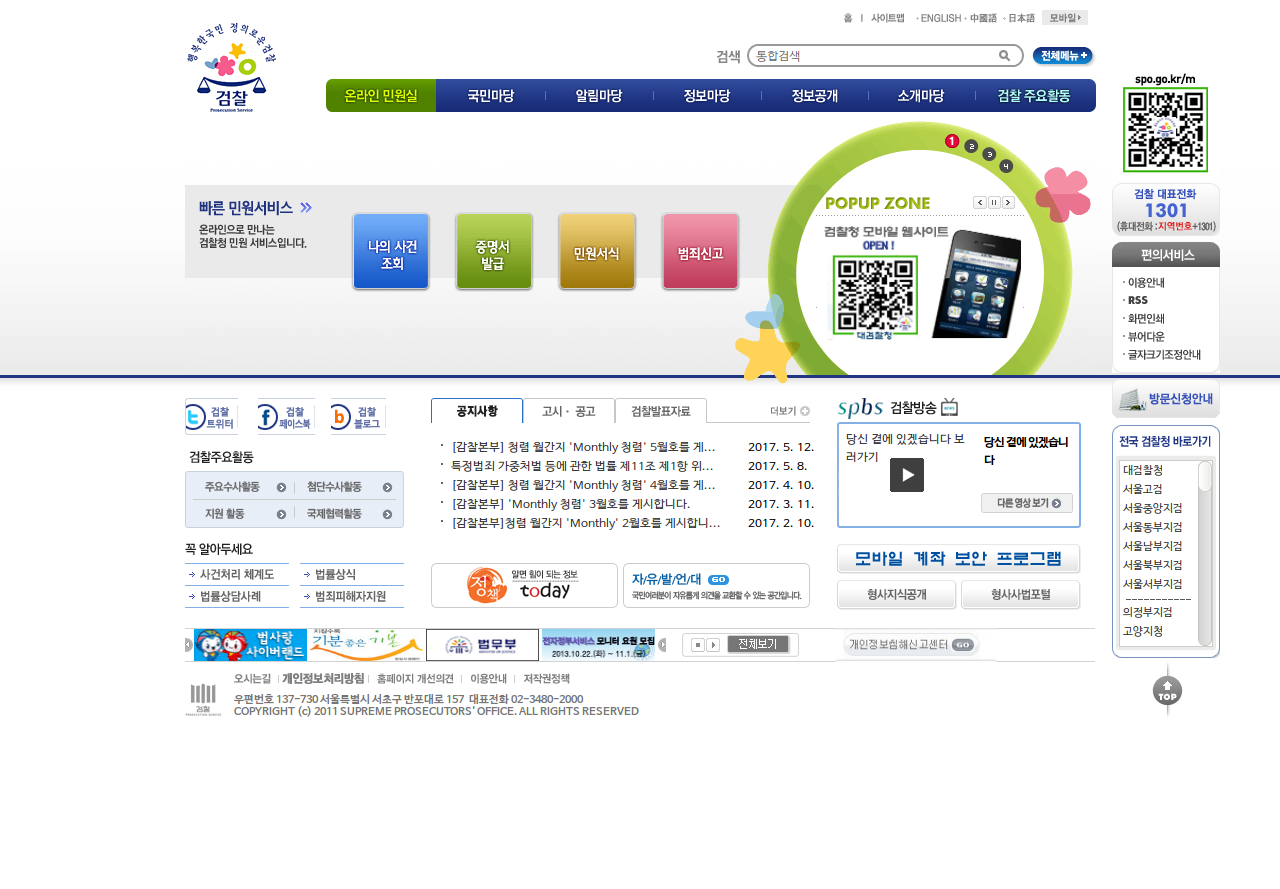 홈 | 사이트맵 · ENGLISH · 中國語 · 日本語 모바일
행복한국민 정의로운검찰
검찰
Prosecution Service
검색 통합검색 전체메뉴 +
온라인 민원실 국민마당 알림마당 정보마당 정보공개 소개마당 검찰 주요활동
spo.go.kr/m
검찰 대표전화
1301
(휴대전화 : 지역번호+1301)
편의서비스
· 이용안내
· RSS
· 화면인쇄
· 뷰어다운
· 글자크기조정안내
방문신청안내
빠른 민원서비스
온라인으로 만나는
검찰청 민원 서비스입니다.
나의 사건
조회
증명서
발급
민원서식
범죄신고
1 2 3 4
POPUP ZONE
검찰청 모바일 웹사이트
OPEN !
대검찰청
검찰
트위터
검찰
페이스북
검찰
블로그
검찰주요활동
주요수사활동 첨단수사활동
지원 활동 국제협력활동
꼭 알아두세요
사건처리 체계도 법률상식
법률상담사례 범죄피해자지원
공지사항 고시 · 공고 검찰발표자료 더보기
· [감찰본부] 청렴 월간지 'Monthly 청렴' 5월호를 게... 2017. 5. 12.
· 특정범죄 가중처벌 등에 관한 법률 제11조 제1항 위... 2017. 5. 8.
· [감찰본부] 청렴 월간지 'Monthly 청렴' 4월호를 게... 2017. 4. 10.
· [감찰본부] 'Monthly 청렴' 3월호를 게시합니다. 2017. 3. 11.
· [감찰본부]청렴 월간지 'Monthly' 2월호를 게시합니... 2017. 2. 10.
정책
알면 힘이 되는 정보
today
자/유/발/언/대 GO
국민여러분이 자유롭게 의견을 교환할 수 있는 공간입니다.
spbs 검찰방송
당신 곁에 있겠습니다 보
러가기
당신 곁에 있겠습니
다
다른 영상 보기
모바일 계좌 보안 프로그램
형사지식공개 형사사법포털
전국 검찰청 바로가기
대검찰청
서울고검
서울중앙지검
서울동부지검
서울남부지검
서울북부지검
서울서부지검
-----------
의정부지검
고양지청
TOP
법사랑
사이버랜드
기분 좋은 기본
법무부
전자정부서비스 모니터 요원 모집
2013.10.22.(화) ~ 11.1.(금)
전체보기
개인정보침해신고센터 GO
오시는길 | 개인정보처리방침 | 홈페이지 개선의견 | 이용안내 | 저작권정책
검찰
PROSECUTION SERVICE
우편번호 137-730 서울특별시 서초구 반포대로 157 대표전화 02-3480-2000
COPYRIGHT (c) 2011 SUPREME PROSECUTORS' OFFICE. ALL RIGHTS RESERVED